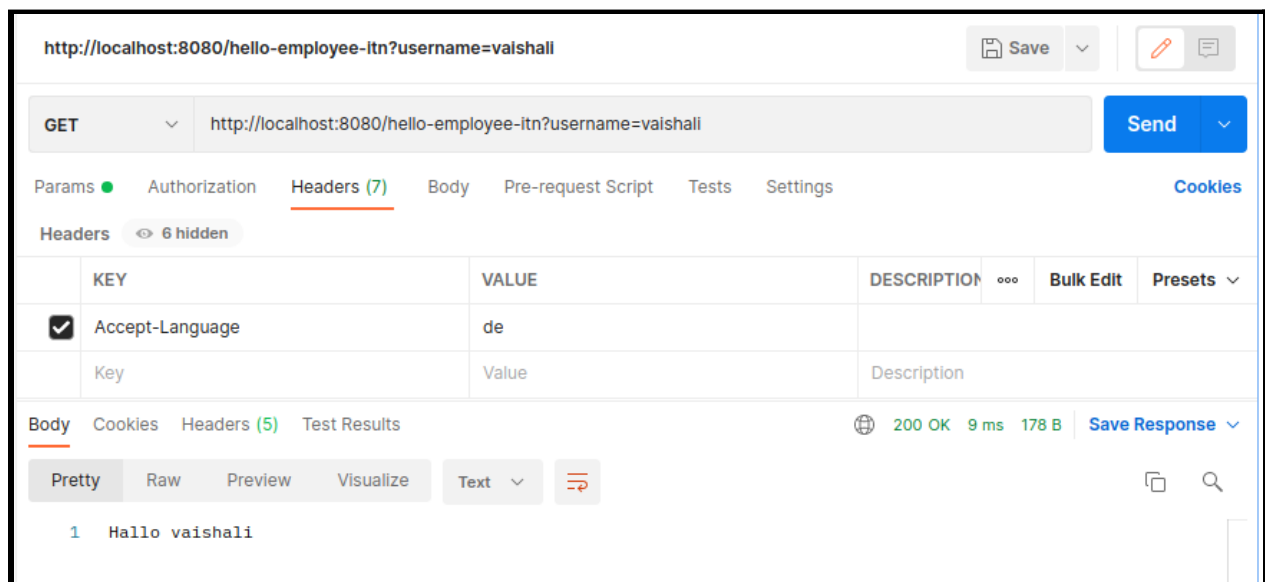 http://localhost:8080/hello-employee-itn?username=vaishali Save
GET http://localhost:8080/hello-employee-itn?username=vaishali Send
Params Authorization Headers (7) Body Pre-request Script Tests Settings Cookies
Headers 6 hidden
KEY VALUE DESCRIPTION ooo Bulk Edit Presets
Accept-Language de
Key Value Description
Body Cookies Headers (5) Test Results 200 OK 9 ms 178 B Save Response
Pretty Raw Preview Visualize Text
1 Hallo vaishali